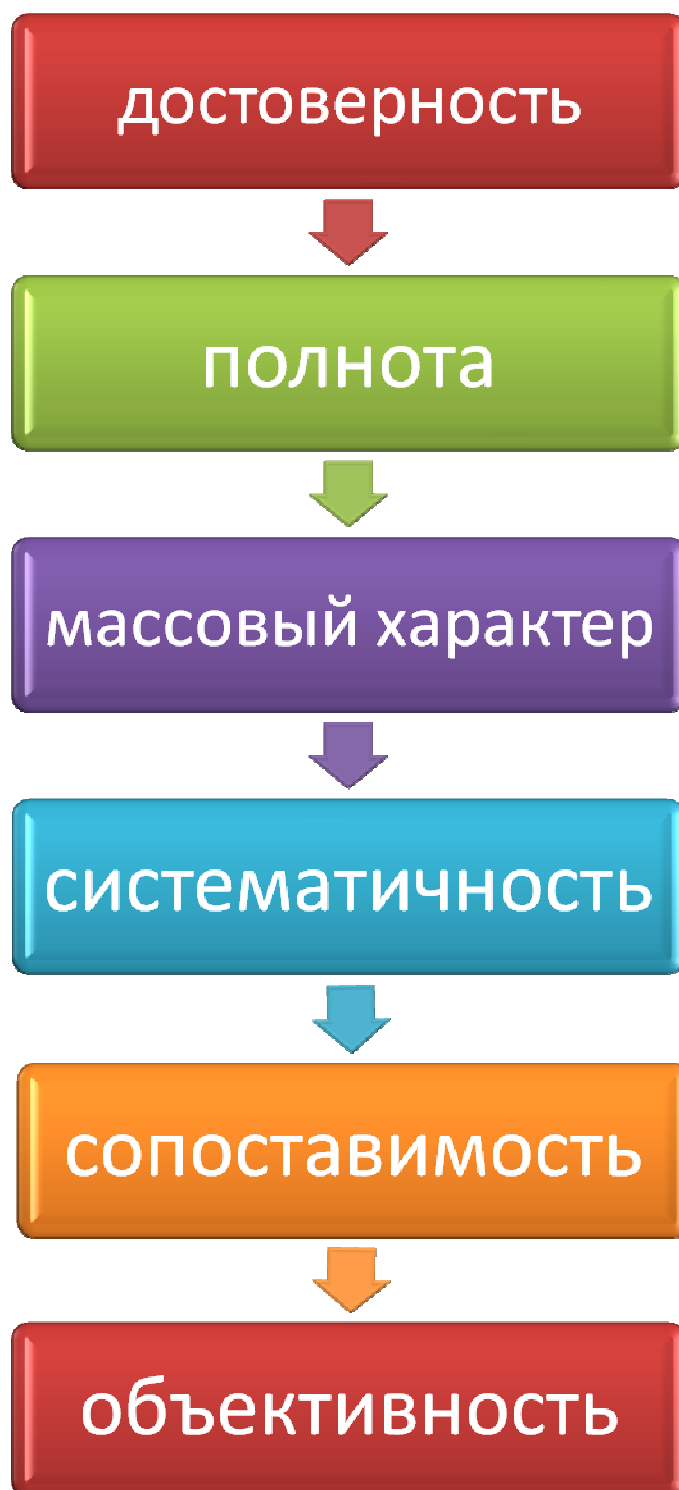 достоверность
полнота
массовый характер
систематичность
сопоставимость
объективность